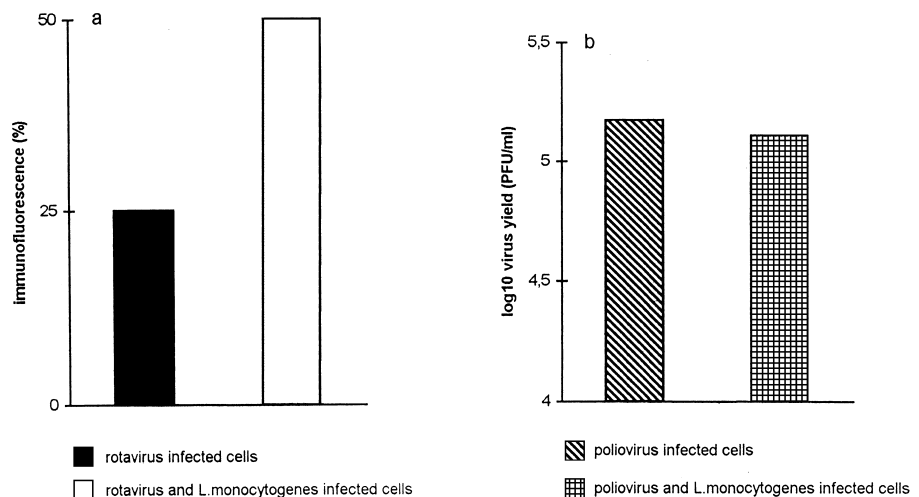 a
immunofluorescence (%)
50
25
0
rotavirus infected cells
rotavirus and L.monocytogenes infected cells
b
log10 virus yield (PFU/ml)
5,5
5
4,5
4
poliovirus infected cells
poliovirus and L.monocytogenes infected cells